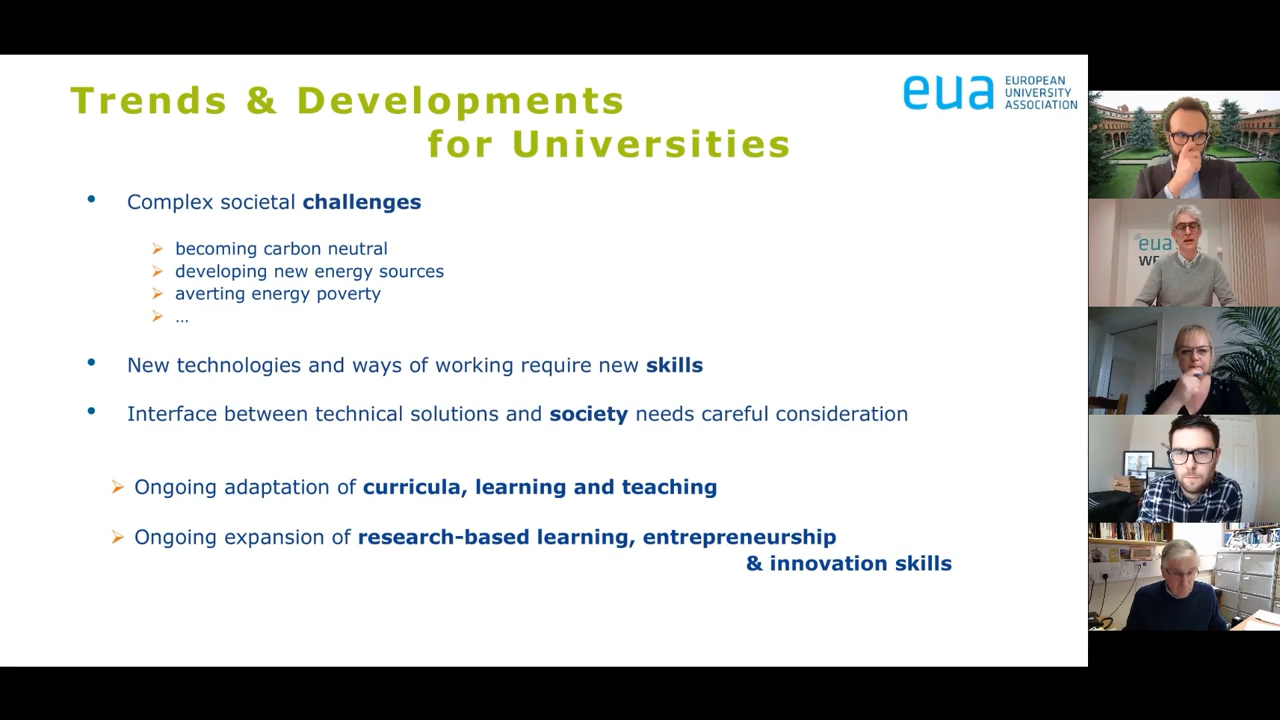 Trends & Developments
for Universities
eua EUROPEAN
UNIVERSITY
ASSOCIATION
• Complex societal challenges
➢ becoming carbon neutral
➢ developing new energy sources
➢ averting energy poverty
➢ ...
• New technologies and ways of working require new skills
• Interface between technical solutions and society needs careful consideration
➢ Ongoing adaptation of curricula, learning and teaching
➢ Ongoing expansion of research-based learning, entrepreneurship
& innovation skills
eua